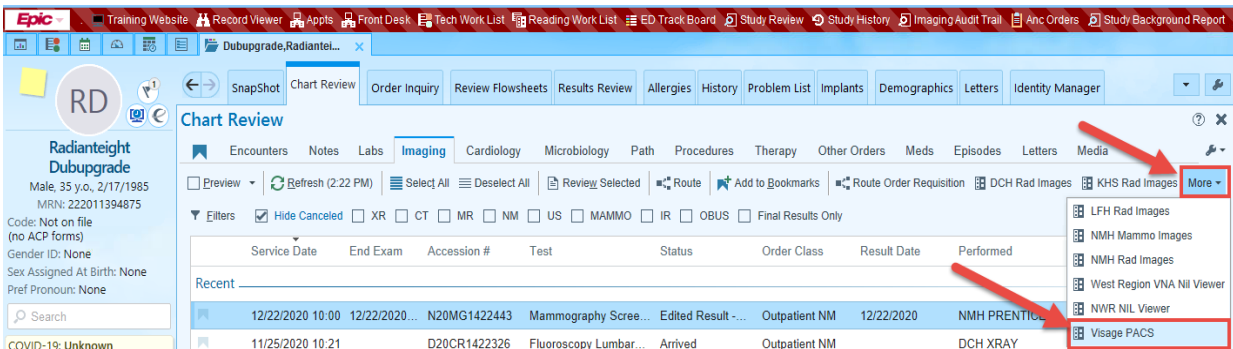 Epic Training Website Record Viewer Appts Front Desk Tech Work List Reading Work List ED Track Board Study Review Study History Imaging Audit Trail Anc Orders Study Background Report
Dubupgrade,Radiantei...
RD
1
SnapShot Chart Review Order Inquiry Review Flowsheets Results Review Allergies History Problem List Implants Demographics Letters Identity Manager
Radianteight
Dubupgrade
Male, 35 y.o., 2/17/1985
MRN: 222011394875
Code: Not on file
(no ACP forms)
Gender ID: None
Sex Assigned At Birth: None
Pref Pronoun: None
Search
COVID-19: Unknown
Chart Review
Encounters Notes Labs Imaging Cardiology Microbiology Path Procedures Therapy Other Orders Meds Episodes Letters Media
Preview Refresh (2:22 PM) Select All Deselect All Review Selected Route Add to Bookmarks Route Order Requisition DCH Rad Images KHS Rad Images More
Filters Hide Canceled XR CT MR NM US MAMMO IR OBUS Final Results Only
Service Date End Exam Accession # Test Status Order Class Result Date Performed
Recent
12/22/2020 10:00 12/22/2020... N20MG1422443 Mammography Scree... Edited Result -... Outpatient NM 12/22/2020 NMH PRENTICE
11/25/2020 10:21 D20CR1422326 Fluoroscopy Lumbar... Arrived Outpatient NM DCH XRAY
LFH Rad Images
NMH Mammo Images
NMH Rad Images
West Region VNA Nil Viewer
NWR NIL Viewer
Visage PACS